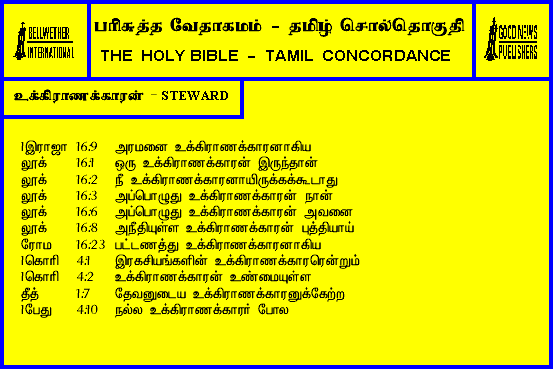 BELLWETHER
INTERNATIONAL
பரிசுத்த வேதாகமம் - தமிழ் சொல்தொகுதி
THE HOLY BIBLE - TAMIL CONCORDANCE
GOOD NEWS
PUBLISHERS
உக்கிராணக்காரன் - STEWARD
1இராஜா 16:9 அரமனை உக்கிராணக்காரனாகிய
லூக் 16:1 ஒரு உக்கிராணக்காரன் இருந்தான்
லூக் 16:2 நீ உக்கிராணக்காரனாயிருக்கக்கூடாது
லூக் 16:3 அப்பொழுது உக்கிராணக்காரன் நான்
லூக் 16:6 அப்பொழுது உக்கிராணக்காரன் அவனை
லூக் 16:8 அநீதியுள்ள உக்கிராணக்காரன் புத்தியாய்
ரோம 16:23 பட்டணத்து உக்கிராணக்காரனாகிய
1கொரி 4:1 இரகசியங்களின் உக்கிராணக்காரரென்றும்
1கொரி 4:2 உக்கிராணக்காரன் உண்மையுள்ள
தீத் 1:7 தேவனுடைய உக்கிராணக்காரனுக்கேற்ற
1பேது 4:10 நல்ல உக்கிராணக்காரர் போல